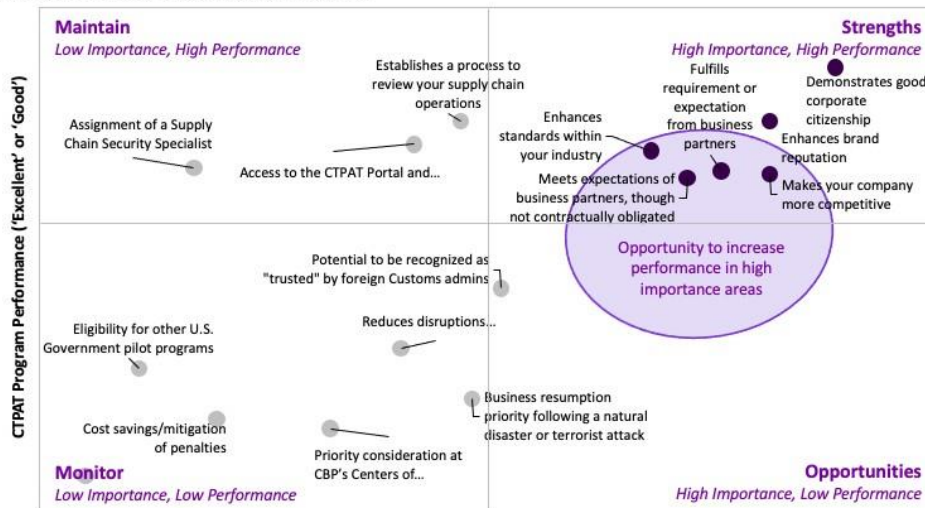 Maintain
Low Importance, High Performance
Strengths
High Importance, High Performance
Establishes a process to
review your supply chain
operations
Fulfills
requirement or
expectation
from business
partners
Demonstrates good
corporate
citizenship
Assignment of a Supply
Chain Security Specialist
Enhances
standards within
your industry
Enhances brand
reputation
Access to the CTPAT Portal and...
Meets expectations of
business partners, though
not contractually obligated
Makes your company
more competitive
CTPAT Program Performance ('Excellent' or 'Good')
Opportunity to increase
performance in high
importance areas
Potential to be recognized as
"trusted" by foreign Customs admins
Reduces disruptions...
Eligibility for other U.S.
Government pilot programs
Business resumption
priority following a natural
disaster or terrorist attack
Cost savings/mitigation
of penalties
Priority consideration at
CBP's Centers of...
Monitor
Low Importance, Low Performance
Opportunities
High Importance, Low Performance